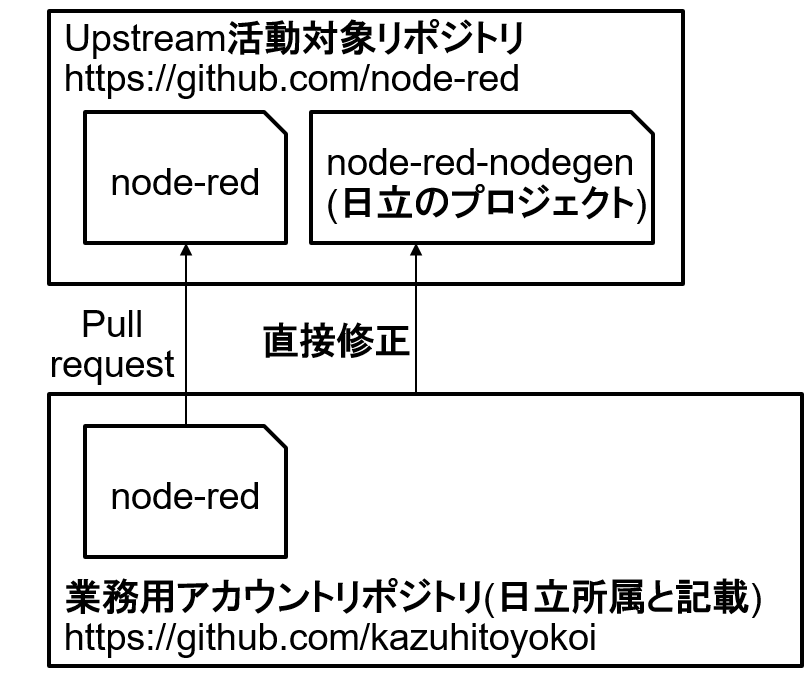 Upstream活動対象リポジトリ
https://github.com/node-red
node-red
node-red-nodegen
(日立のプロジェクト)
Pull
request
直接修正
node-red
業務用アカウントリポジトリ(日立所属と記載)
https://github.com/kazuhitoyokoi